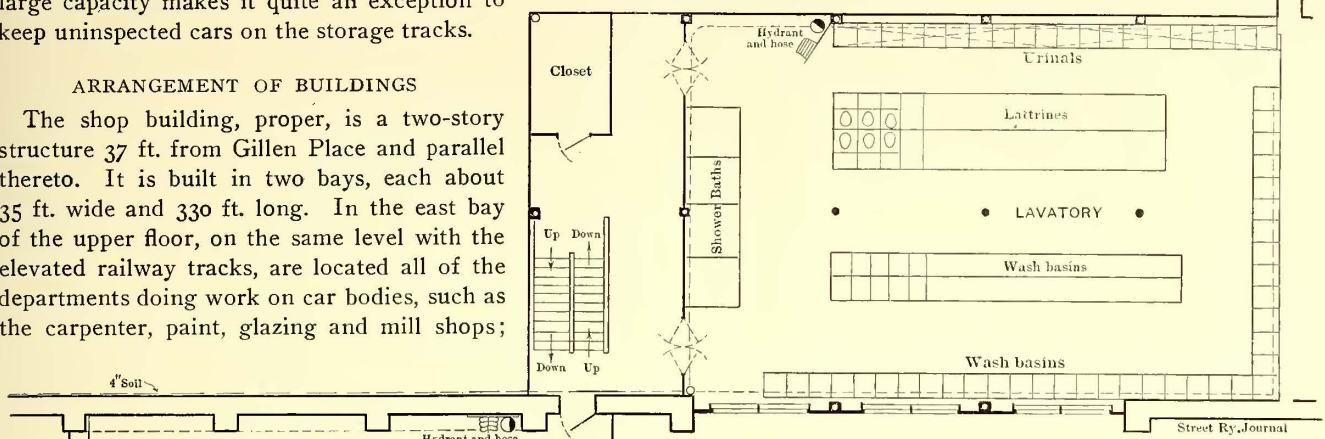 large capacity makes it quite an exception to
keep uninspected cars on the storage tracks.
ARRANGEMENT OF BUILDINGS
The shop building, proper, is a two-story
structure 37 ft. from Gillen Place and parallel
thereto. It is built in two bays, each about
35 ft. wide and 330 ft. long. In the east bay
of the upper floor, on the same level with the
elevated railway tracks, are located all of the
departments doing work on car bodies, such as
the carpenter, paint, glazing and mill shops;
Closet
Hydrant
and hose
Urinals
Lattrines
Shower Baths
LAVATORY
Up Down
Wash basins
Down Up
Wash basins
4" Soil
Hydrant and hose
Street Ry. Journal